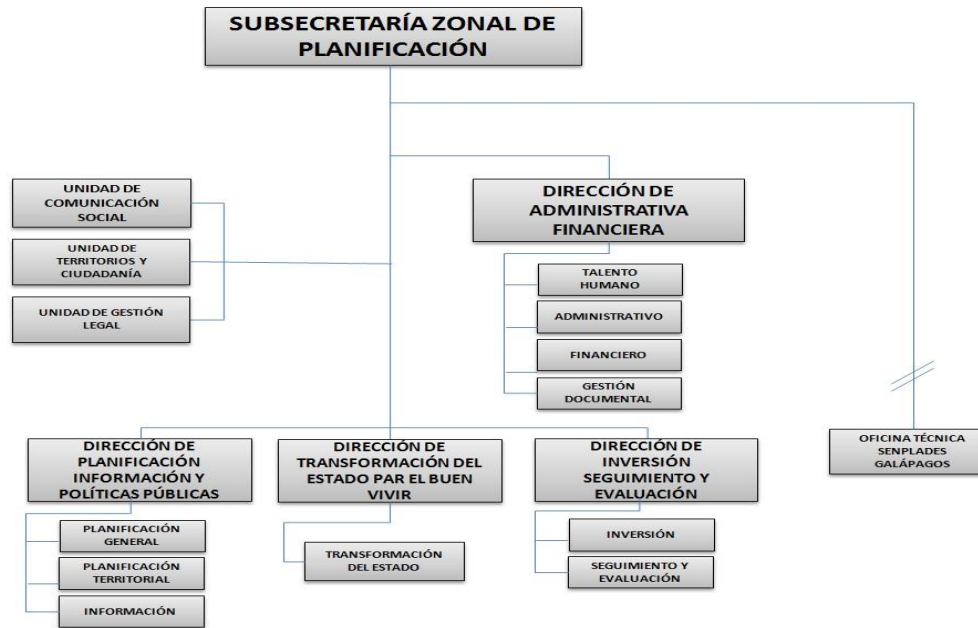 SUBSECRETARÍA ZONAL DE
PLANIFICACIÓN
UNIDAD DE
COMUNICACIÓN
SOCIAL
UNIDAD DE
TERRITORIOS Y
CIUDADANÍA
UNIDAD DE GESTIÓN
LEGAL
DIRECCIÓN DE
ADMINISTRATIVA
FINANCIERA
TALENTO
HUMANO
ADMINISTRATIVO
FINANCIERO
GESTIÓN
DOCUMENTAL
OFICINA TÉCNICA
SENPLADES
GALÁPAGOS
DIRECCIÓN DE
PLANIFICACIÓN
INFORMACIÓN Y
POLÍTICAS PÚBLICAS
PLANIFICACIÓN
GENERAL
PLANIFICACIÓN
TERRITORIAL
INFORMACIÓN
DIRECCIÓN DE
TRANSFORMACIÓN DEL
ESTADO PAR EL BUEN
VIVIR
TRANSFORMACIÓN
DEL ESTADO
DIRECCIÓN DE
INVERSIÓN
SEGUIMIENTO Y
EVALUACIÓN
INVERSIÓN
SEGUIMIENTO Y
EVALUACIÓN